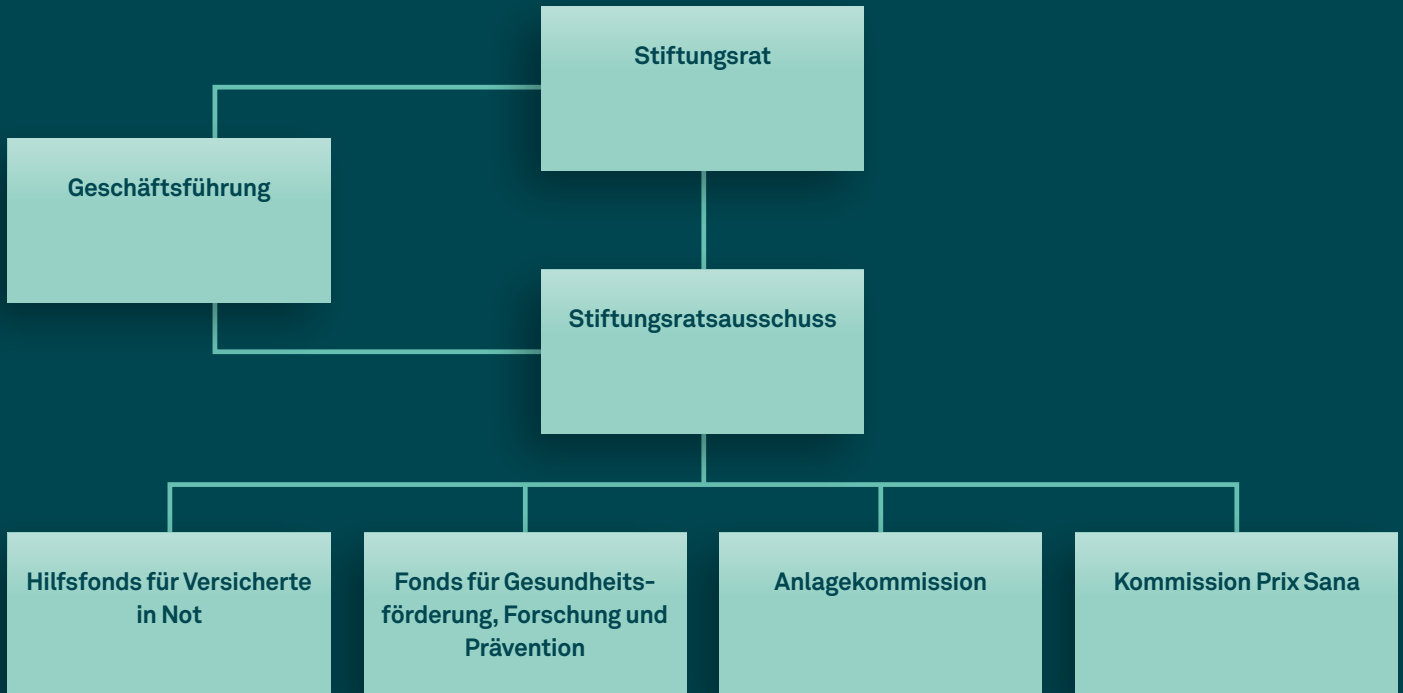 Stiftungsrat
Geschäftsführung
Stiftungsratsausschuss
Hilfsfonds für Versicherte
in Not
Fonds für Gesundheits-
förderung, Forschung und
Prävention
Anlagekommission
Kommission Prix Sana